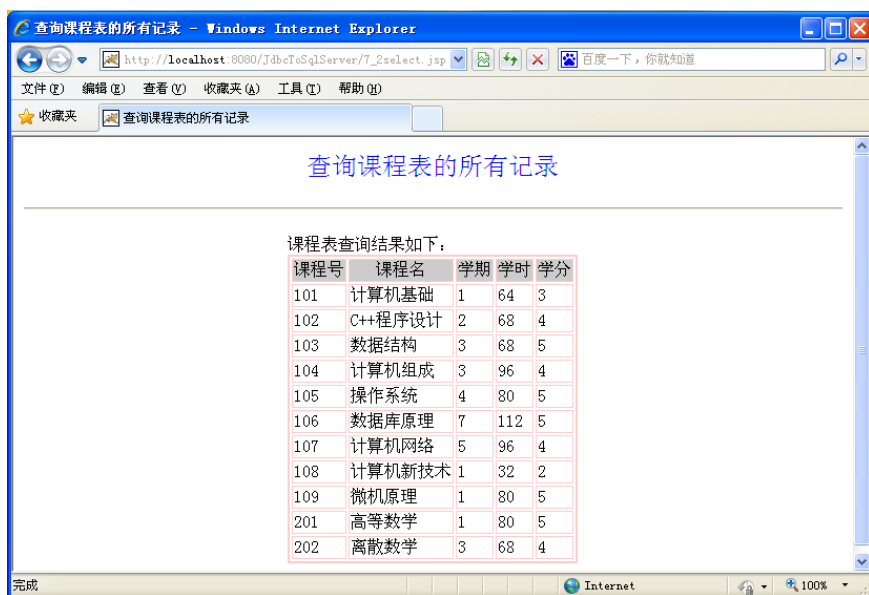 查询课程表的所有记录 - Windows Internet Explorer
http://localhost:8080/JdbcToSqlServer/7_2select.jsp 百度一下，你就知道
文件(F) 编辑(E) 查看(V) 收藏夹(A) 工具(T) 帮助(H)
收藏夹 查询课程表的所有记录
查询课程表的所有记录
课程表查询结果如下:
课程号 课程名 学期 学时 学分
101 计算机基础 1 64 3
102 C++程序设计 2 68 4
103 数据结构 3 68 5
104 计算机组成 3 96 4
105 操作系统 4 80 5
106 数据库原理 7 112 5
107 计算机网络 5 96 4
108 计算机新技术 1 32 2
109 微机原理 1 80 5
201 高等数学 1 80 5
202 离散数学 3 68 4
完成 Internet 100%